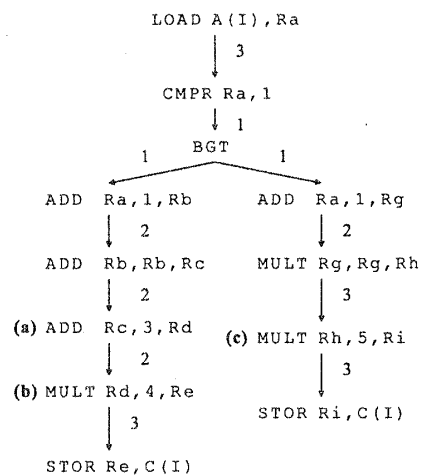 LOAD A(I),Ra
3
CMPR Ra,1
1
BGT
1 1
ADD Ra,1,Rb ADD Ra,1,Rg
2 2
ADD Rb,Rb,Rc MULT Rg,Rg,Rh
2 3
(a) ADD Rc,3,Rd (c) MULT Rh,5,Ri
2 3
(b) MULT Rd,4,Re STOR Ri,C(I)
3
STOR Re,C(I)